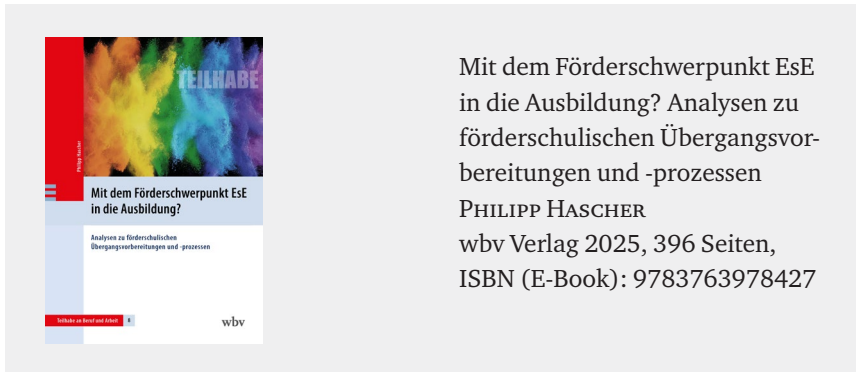 TEILHABE
Philipp Hascher
Mit dem Förderschwerpunkt EsE
in die Ausbildung?
Analysen zu förderschulischen
Übergangsvorbereitungen und -prozessen
Teilhabe an Beruf und Arbeit 8
wbv
Mit dem Förderschwerpunkt EsE
in die Ausbildung? Analysen zu
förderschulischen Übergangsvor-
bereitungen und -prozessen
Philipp Hascher
wbv Verlag 2025, 396 Seiten,
ISBN (E-Book): 9783763978427